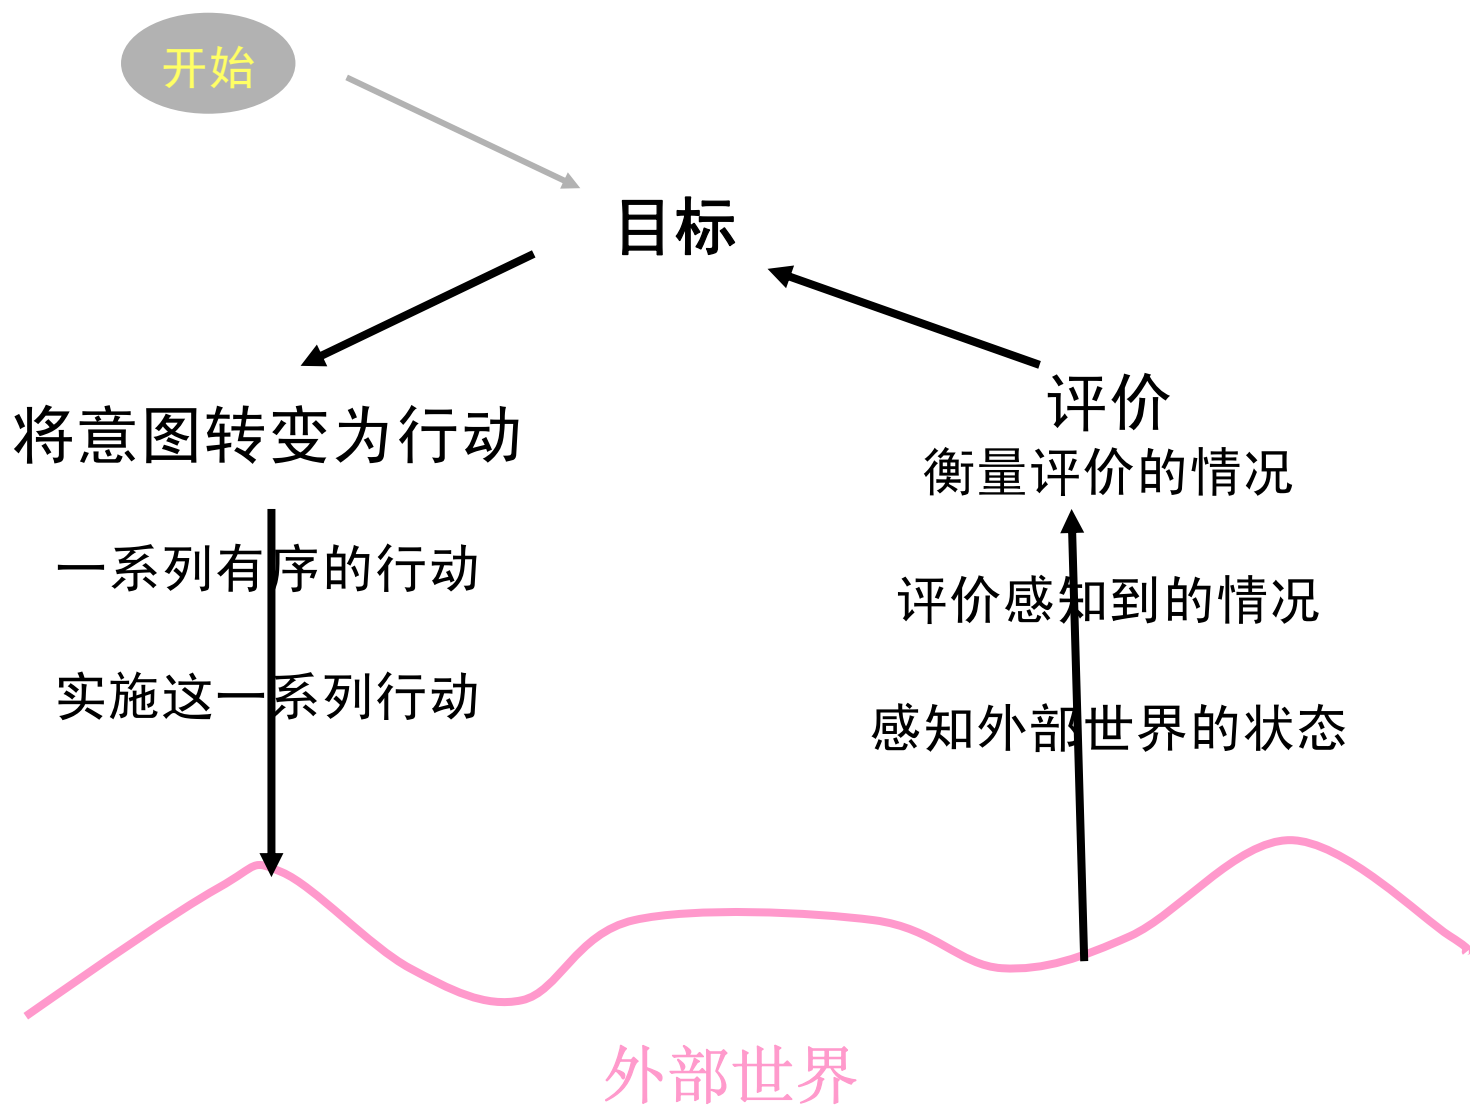 开始
目标
将意图转变为行动
一系列有序的行动
实施这一系列行动
评价
衡量评价的情况
评价感知到的情况
感知外部世界的状态
外部世界